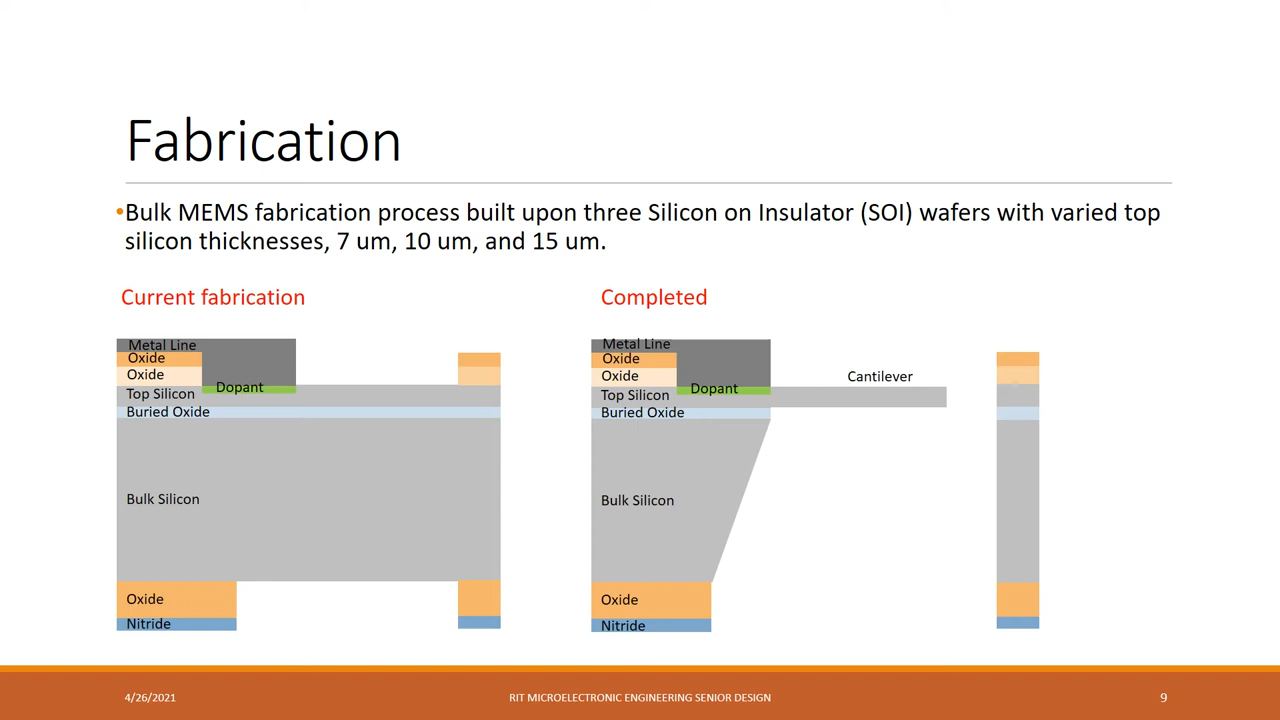 Fabrication
•Bulk MEMS fabrication process built upon three Silicon on Insulator (SOI) wafers with varied top
silicon thicknesses, 7 um, 10 um, and 15 um.
Current fabrication
Metal Line
Oxide
Oxide
Dopant
Top Silicon
Buried Oxide
Bulk Silicon
Oxide
Nitride
Completed
Metal Line
Oxide
Oxide
Cantilever
Dopant
Top Silicon
Buried Oxide
Bulk Silicon
Oxide
Nitride
4/26/2021
RIT MICROELECTRONIC ENGINEERING SENIOR DESIGN
9